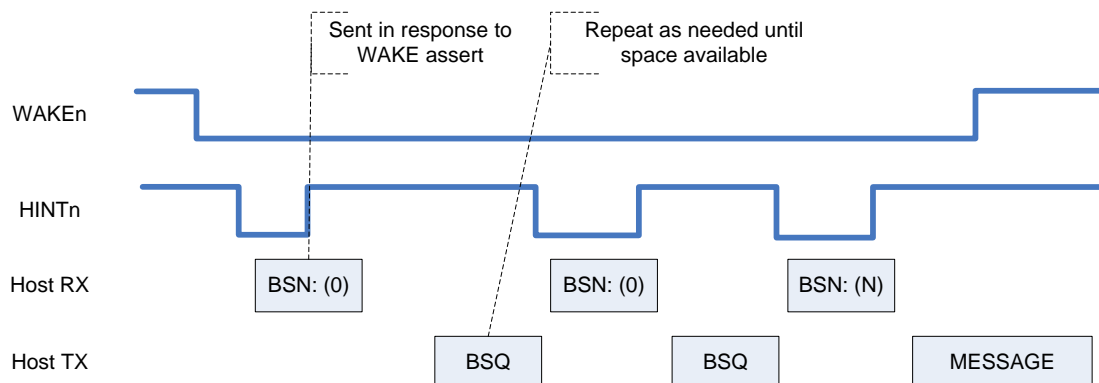 Sent in response to
WAKE assert
Repeat as needed until
space available
WAKEn
HINTn
Host RX
BSN: (0)
BSN: (0)
BSN: (N)
Host TX
BSQ
BSQ
MESSAGE